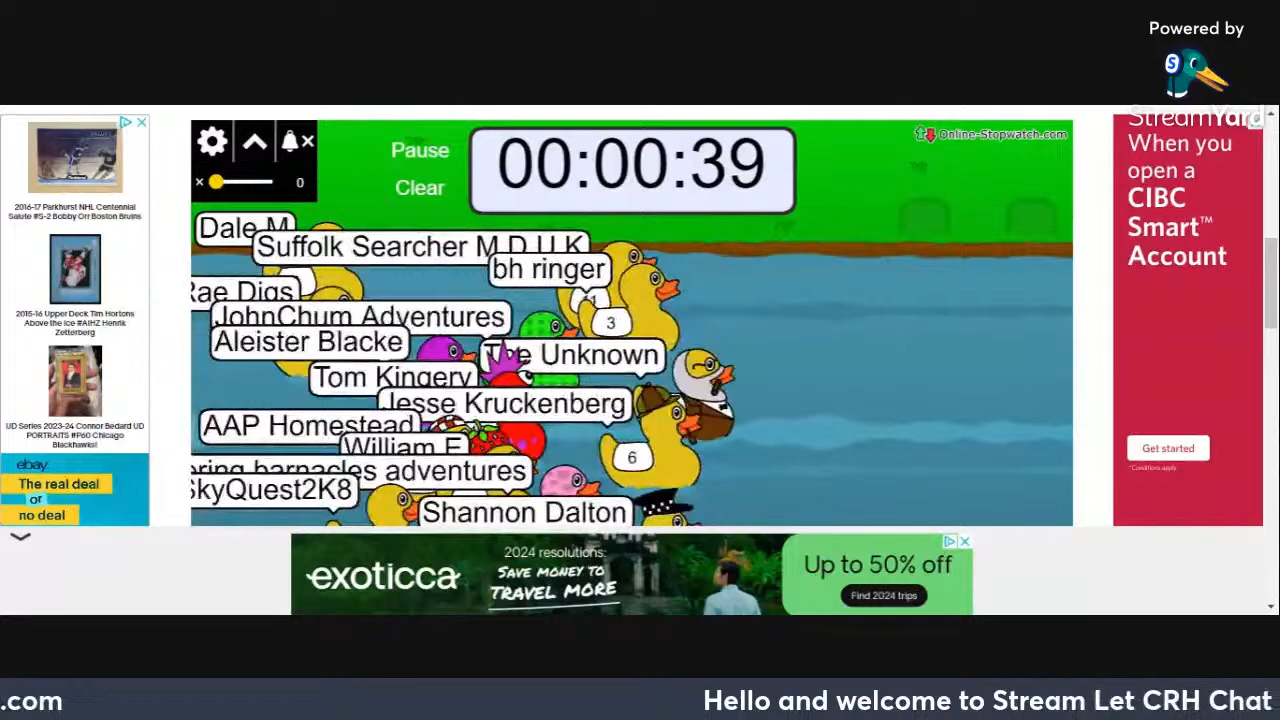 Powered by
S
StreamYard
2016-17 Parkhurst NHL Centennial
Salute #S-2 Bobby Orr Boston Bruins
2015-16 Upper Deck Tim Hortons
Above the Ice #AIHZ Henrik
Zetterberg
UD Series 2023-24 Connor Bedard UD
PORTRAITS #P60 Chicago
Blackhawks!
ebay
The real deal
or
no deal
0
Pause
Clear
00:00:39
Online-Stopwatch.com
Dale M
Suffolk Searcher M D U K
bh ringer
Rae Digs
3
JohnChum Adventures
Aleister Blacke
The Unknown
Tom Kingery
Jesse Kruckenberg
AAP Homestead
William F
6
ering barnacles adventures
SkyQuest2K8
Shannon Dalton
When you
open a
CIBC
Smart™
Account
Get started
*Conditions apply
exoticca
2024 resolutions:
SAVE MONEY TO
TRAVEL MORE
Up to 50% off
Find 2024 trips
.com
Hello and welcome to Stream Let CRH Chat